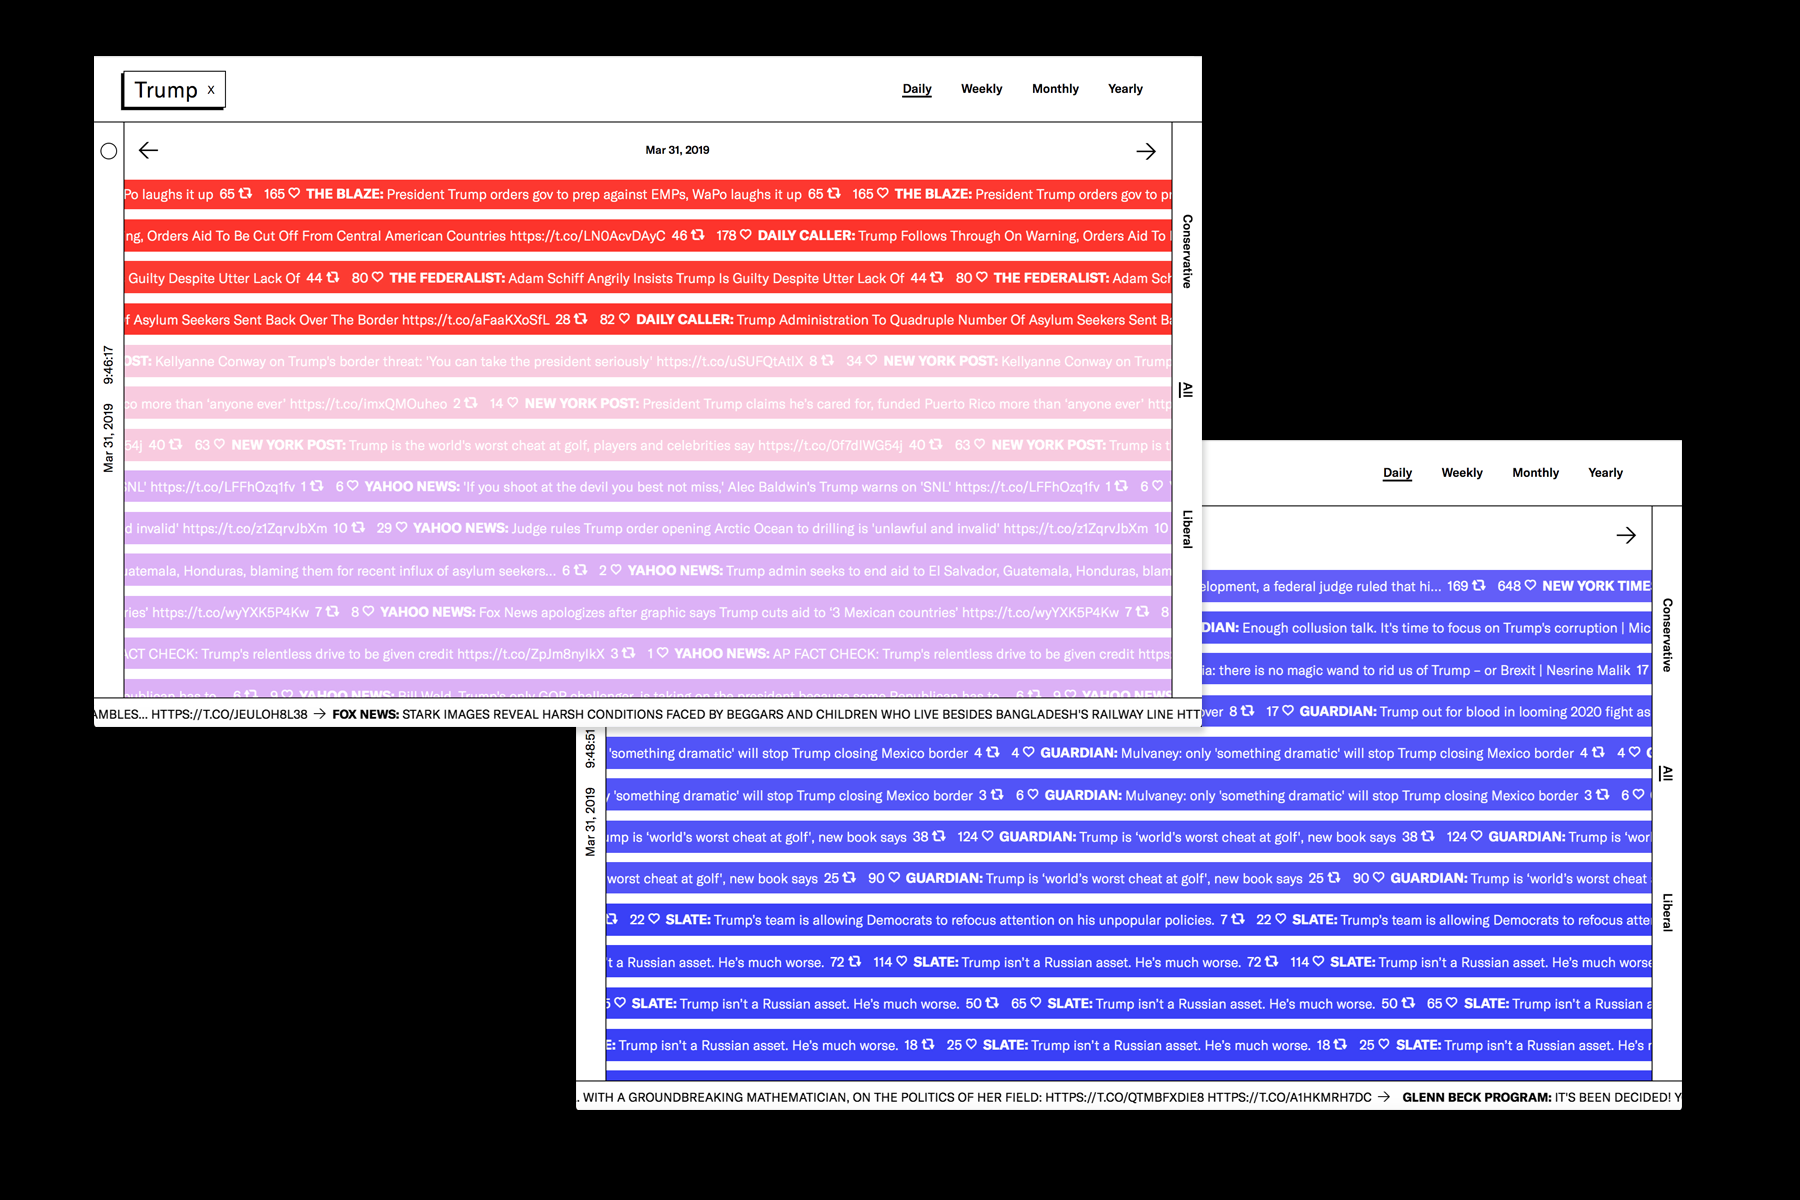 Trump x
Daily Weekly Monthly Yearly
Mar 31, 2019
Po laughs it up 65 165 THE BLAZE: President Trump orders gov to prep against EMPs, WaPo laughs it up 65 165 THE BLAZE: President Trump orders gov to pr
ng, Orders Aid To Be Cut Off From Central American Countries https://t.co/LN0AcvDAyC 46 178 DAILY CALLER: Trump Follows Through On Warning, Orders Aid To
Guilty Despite Utter Lack Of 44 80 THE FEDERALIST: Adam Schiff Angrily Insists Trump Is Guilty Despite Utter Lack Of 44 80 THE FEDERALIST: Adam Sch
f Asylum Seekers Sent Back Over The Border https://t.co/aFaaKXoSfL 28 82 DAILY CALLER: Trump Administration To Quadruple Number Of Asylum Seekers Sent Ba
OST: Kellyanne Conway on Trump's border threat: 'You can take the president seriously' https://t.co/uSUFQtAtIX 8 34 NEW YORK POST: Kellyanne Conway on Trump
co more than 'anyone ever' https://t.co/imxQMOuheo 2 14 NEW YORK POST: President Trump claims he's cared for, funded Puerto Rico more than 'anyone ever' http
54j 40 63 NEW YORK POST: Trump is the world's worst cheat at golf, players and celebrities say https://t.co/0f7dIWG54j 40 63 NEW YORK POST: Trump is t
SNL' https://t.co/LFFhOzq1fv 1 6 YAHOO NEWS: 'If you shoot at the devil you best not miss,' Alec Baldwin's Trump warns on 'SNL' https://t.co/LFFhOzq1fv 1 6
d invalid' https://t.co/z1ZqrvJbXm 10 29 YAHOO NEWS: Judge rules Trump order opening Arctic Ocean to drilling is 'unlawful and invalid' https://t.co/z1ZqrvJbXm 10
uatemala, Honduras, blaming them for recent influx of asylum seekers... 6 2 YAHOO NEWS: Trump admin seeks to end aid to El Salvador, Guatemala, Honduras, blam
ries' https://t.co/wyYXK5P4Kw 7 8 YAHOO NEWS: Fox News apologizes after graphic says Trump cuts aid to '3 Mexican countries' https://t.co/wyYXK5P4Kw 7 8
ACT CHECK: Trump's relentless drive to be given credit https://t.co/ZpJm8nyIkX 3 1 YAHOO NEWS: AP FACT CHECK: Trump's relentless drive to be given credit https:
publican has to... 6 9 YAHOO NEWS: Bill Weld, Trump's only GOP challenger, is taking on the president because some Republican has to... 6 9 YAHOO NEWS
AMBLES... HTTPS://T.CO/JEULOH8L38 → FOX NEWS: STARK IMAGES REVEAL HARSH CONDITIONS FACED BY BEGGARS AND CHILDREN WHO LIVE BESIDES BANGLADESH'S RAILWAY LINE HTT
Mar 31, 2019 9:46:17
Conservative
All
Liberal
Daily Weekly Monthly Yearly
elopment, a federal judge ruled that hi... 169 648 NEW YORK TIME
DIAN: Enough collusion talk. It's time to focus on Trump's corruption | Mic
ia: there is no magic wand to rid us of Trump – or Brexit | Nesrine Malik 17
over 8 17 GUARDIAN: Trump out for blood in looming 2020 fight as
'something dramatic' will stop Trump closing Mexico border 4 4 GUARDIAN: Mulvaney: only 'something dramatic' will stop Trump closing Mexico border 4 4
y 'something dramatic' will stop Trump closing Mexico border 3 6 GUARDIAN: Mulvaney: only 'something dramatic' will stop Trump closing Mexico border 3 6
ump is 'world's worst cheat at golf', new book says 38 124 GUARDIAN: Trump is 'world's worst cheat at golf', new book says 38 124 GUARDIAN: Trump is 'wor
worst cheat at golf', new book says 25 90 GUARDIAN: Trump is 'world's worst cheat at golf', new book says 25 90 GUARDIAN: Trump is 'world's worst cheat
22 SLATE: Trump's team is allowing Democrats to refocus attention on his unpopular policies. 7 22 SLATE: Trump's team is allowing Democrats to refocus atte
't a Russian asset. He's much worse. 72 114 SLATE: Trump isn't a Russian asset. He's much worse. 72 114 SLATE: Trump isn't a Russian asset. He's much worse
5 SLATE: Trump isn't a Russian asset. He's much worse. 50 65 SLATE: Trump isn't a Russian asset. He's much worse. 50 65 SLATE: Trump isn't a Russian a
E: Trump isn't a Russian asset. He's much worse. 18 25 SLATE: Trump isn't a Russian asset. He's much worse. 18 25 SLATE: Trump isn't a Russian asset. He's r
. WITH A GROUNDBREAKING MATHEMATICIAN, ON THE POLITICS OF HER FIELD: HTTPS://T.CO/QTMBFXDIE8 HTTPS://T.CO/A1HKMRH7DC → GLENN BECK PROGRAM: IT'S BEEN DECIDED! Y
Mar 31, 2019 9:48:51
Conservative
All
Liberal